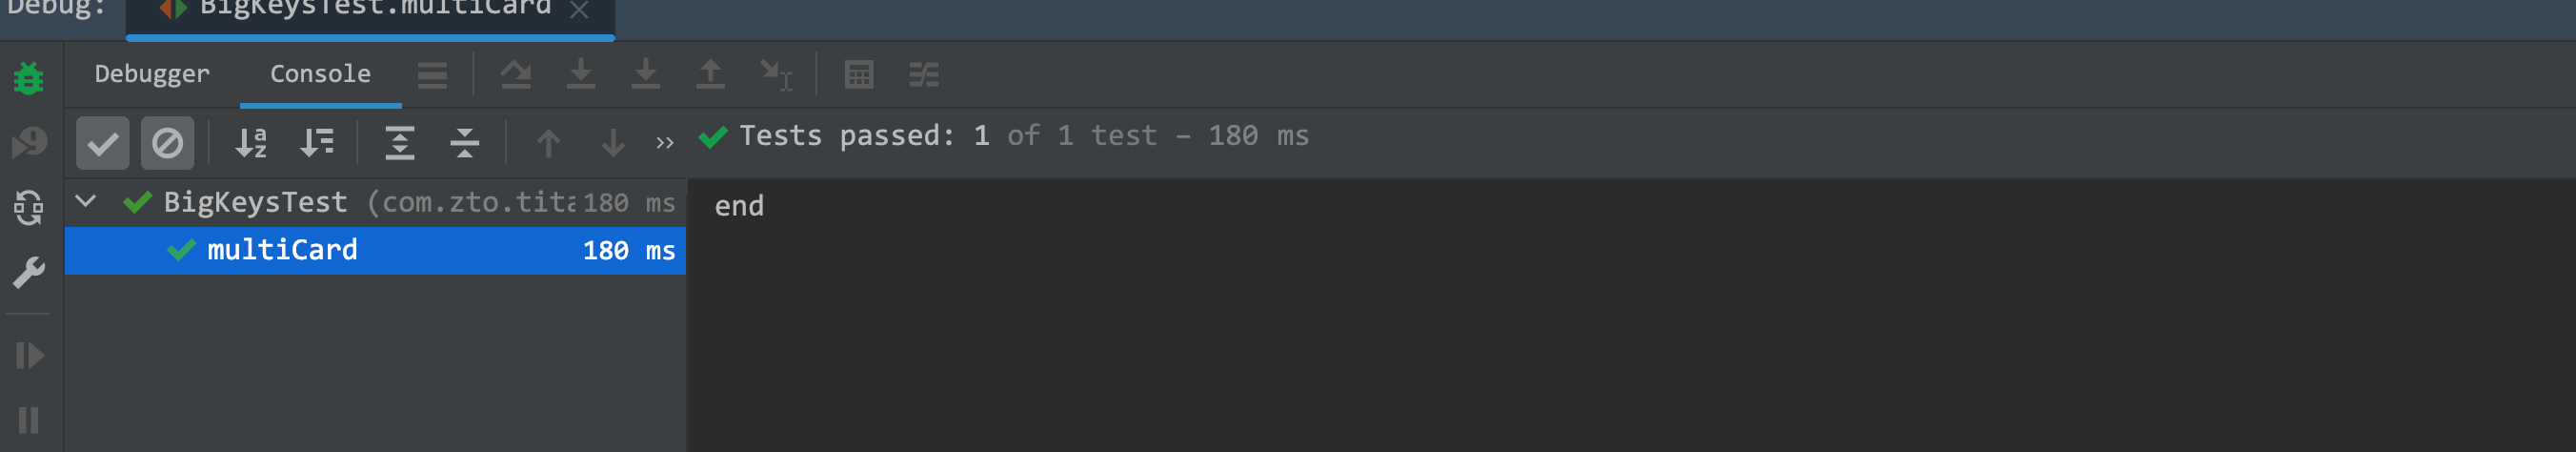 Debug: BigKeysTest.multiCard
Debugger Console
Tests passed: 1 of 1 test – 180 ms
BigKeysTest (com.zto.tita 180 ms
end
multiCard 180 ms